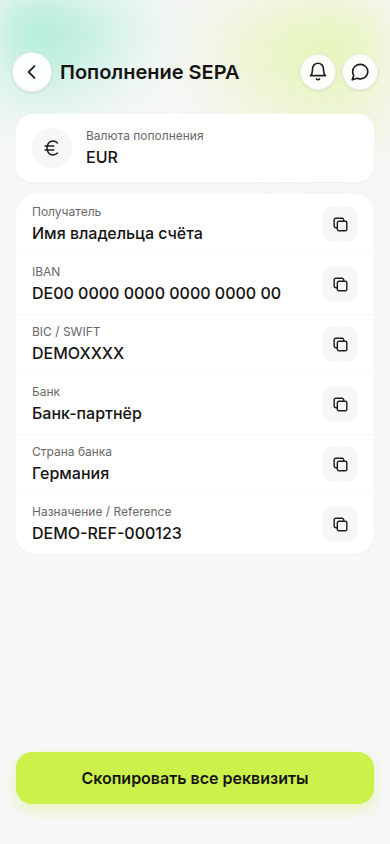 Пополнение SEPA
Валюта пополнения
EUR
Получатель
Имя владельца счёта
IBAN
DE00 0000 0000 0000 0000 00
BIC / SWIFT
DEMOXXXX
Банк
Банк-партнёр
Страна банка
Германия
Назначение / Reference
DEMO-REF-000123
Скопировать все реквизиты